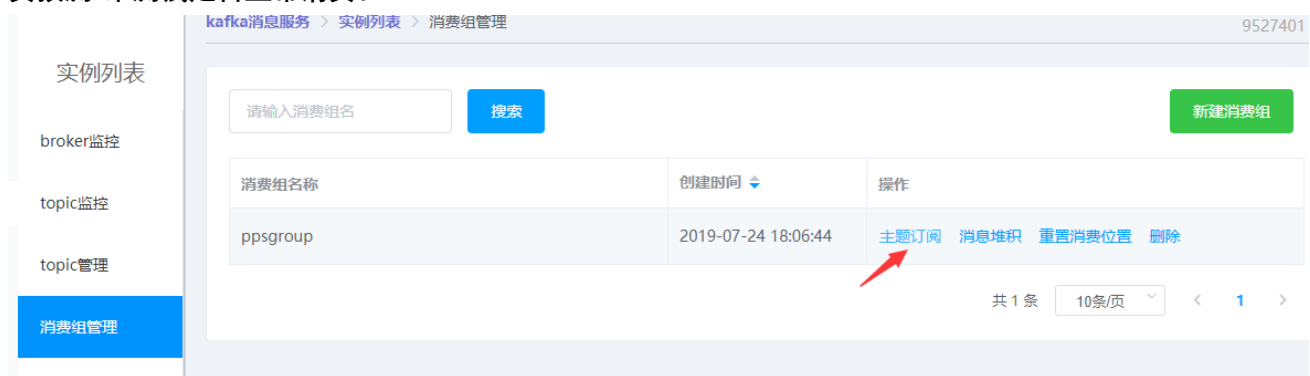 kafka消息服务 > 实例列表 > 消费组管理
9527401
实例列表
broker监控
topic监控
topic管理
消费组管理
请输入消费组名
搜索
新建消费组
消费组名称 创建时间 操作
ppsgroup 2019-07-24 18:06:44 主题订阅 消息堆积 重置消费位置 删除
共 1 条 10条/页 < 1 >